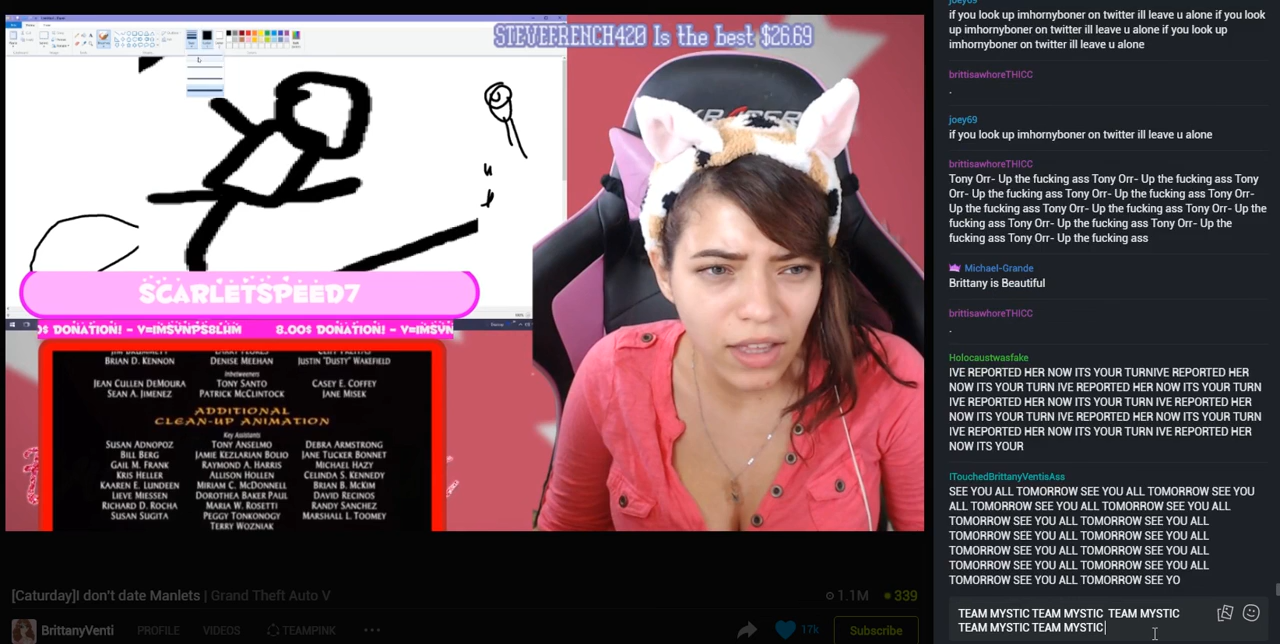 STEVEFRENCH420 Is the best $26.69
SCARLETSPEED7
8.00$ DONATION! - V=IMSVN
BRIAN D. KENNON
DENISE MEEHAN
JUSTIN "DUSTY" WAKEFIELD
Inbetweeners
JEAN CULLEN DEMOURA
TONY SANTO
CASEY E. COFFEY
SEAN A. JIMENEZ
PATRICK MCCLINTOCK
JANE MISEK
ADDITIONAL
CLEAN-UP ANIMATION
Key Assistants
SUSAN ADNOPOZ
TONY ANSELMO
DEBRA ARMSTRONG
BILL BERG
JAMIE KEZLARIAN BOLIO
JANE TUCKER BONNET
GAIL M. FRANK
RAYMOND A. HARRIS
MICHAEL HAZY
KRIS HELLER
ALLISON HOLLEN
CELINDA S. KENNEDY
KAAREN E. LUNDEEN
MIRIAM C. MCDONNELL
BRIAN B. MCKIM
LIEVE MIESSEN
DOROTHEA BAKER PAUL
DAVID RECINOS
RICHARD D. ROCHA
MARIA W. ROSETTI
RANDY SANCHEZ
SUSAN SUGITA
PEGGY TONKONOGY
MARSHALL L. TOOMEY
TERRY WOZNIAK
[Caturday]I don't date Manlets | Grand Theft Auto V
1.1M
339
BrittanyVenti
PROFILE
VIDEOS
TEAMPINK
17k
Subscribe
joey69
if you look up imhornyboner on twitter ill leave u alone if you look
up imhornyboner on twitter ill leave u alone if you look up
imhornyboner on twitter ill leave u alone
brittisawhoreTHICC
.
joey69
if you look up imhornyboner on twitter ill leave u alone
brittisawhoreTHICC
Tony Orr- Up the fucking ass Tony Orr- Up the fucking ass Tony
Orr- Up the fucking ass Tony Orr- Up the fucking ass Tony Orr-
Up the fucking ass Tony Orr- Up the fucking ass Tony Orr- Up the
fucking ass Tony Orr- Up the fucking ass Tony Orr- Up the
fucking ass Tony Orr- Up the fucking ass
Michael-Grande
Brittany is Beautiful
brittisawhoreTHICC
.
Holocaustwasfake
IVE REPORTED HER NOW ITS YOUR TURNIVE REPORTED HER
NOW ITS YOUR TURN IVE REPORTED HER NOW ITS YOUR TURN
IVE REPORTED HER NOW ITS YOUR TURN IVE REPORTED HER
NOW ITS YOUR TURN IVE REPORTED HER NOW ITS YOUR TURN
IVE REPORTED HER NOW ITS YOUR TURN IVE REPORTED HER
NOW ITS YOUR
ITouchedBrittanyVentisAss
SEE YOU ALL TOMORROW SEE YOU ALL TOMORROW SEE YOU
ALL TOMORROW SEE YOU ALL TOMORROW SEE YOU ALL
TOMORROW SEE YOU ALL TOMORROW SEE YOU ALL
TOMORROW SEE YOU ALL TOMORROW SEE YOU ALL
TOMORROW SEE YOU ALL TOMORROW SEE YOU ALL
TOMORROW SEE YOU ALL TOMORROW SEE YOU ALL
TOMORROW SEE YOU ALL TOMORROW SEE YO
TEAM MYSTIC TEAM MYSTIC TEAM MYSTIC
TEAM MYSTIC TEAM MYSTIC